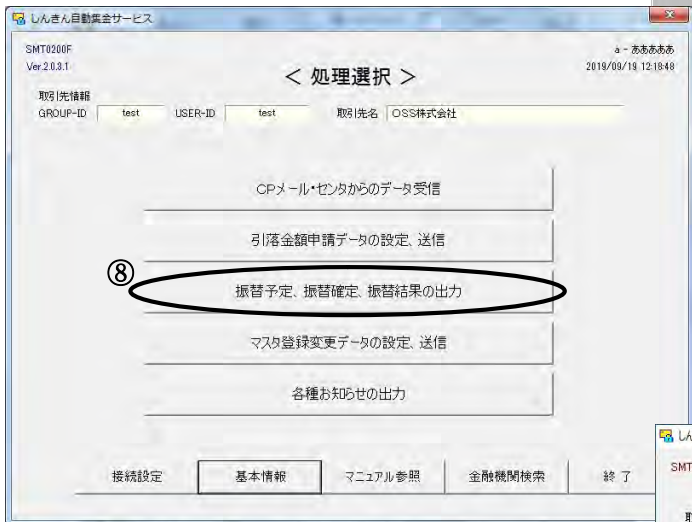 しんきん自動集金サービス
SMT0200F
Ver.2.0.3.1
a - ああああああ
2019/09/19 12:18:48
< 処理選択 >
取引先情報
GROUP-ID test USER-ID test 取引先名 OSS株式会社
CPメール・センタからのデータ受信
引落金額申請データの設定、送信
⑧
振替予定、振替確定、振替結果の出力
マスタ登録変更データの設定、送信
各種お知らせの出力
接続設定 基本情報 マニュアル参照 金融機関検索 終了
しん
SMT
取